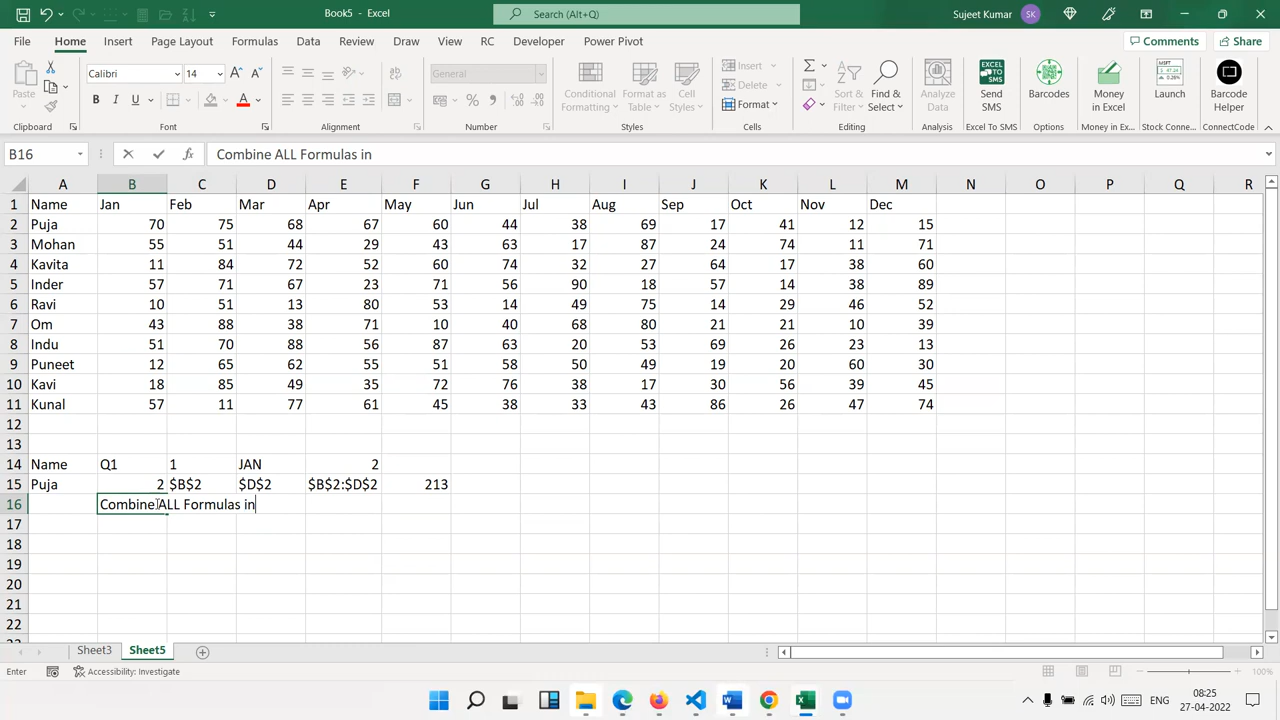 Book5 - Excel
Search (Alt+Q)
Sujeet Kumar
SK
File Home Insert Page Layout Formulas Data Review View Draw RC Developer Power Pivot
Comments Share
Paste
Calibri 14
General
Conditional Formatting
Format as Table
Cell Styles
Insert
Delete
Format
Sort & Filter
Find & Select
Analyze Data
EXCEL TO SMS
Send SMS
Barcodes
Money in Excel
Launch
Barcode Helper
Clipboard Font Alignment Number Styles Cells Editing Analysis Excel To SMS Options Money in Ex... Stock Conne... ConnectCode
B16 Combine ALL Formulas in
A B C D E F G H I J K L M N O P Q R
1 Name Jan Feb Mar Apr May Jun Jul Aug Sep Oct Nov Dec
2 Puja 70 75 68 67 60 44 38 69 17 41 12 15
3 Mohan 55 51 44 29 43 63 17 87 24 74 11 71
4 Kavita 11 84 72 52 60 74 32 27 64 17 38 60
5 Inder 57 71 67 23 71 56 90 18 57 14 38 89
6 Ravi 10 51 13 80 53 14 49 75 14 29 46 52
7 Om 43 88 38 71 10 40 68 80 21 21 10 39
8 Indu 51 70 88 56 87 63 20 53 69 26 23 13
9 Puneet 12 65 62 55 51 58 50 49 19 20 60 30
10 Kavi 18 85 49 35 72 76 38 17 30 56 39 45
11 Kunal 57 11 77 61 45 38 33 43 86 26 47 74
12
13
14 Name Q1 1 JAN 2
15 Puja 2 $B$2 $D$2 $B$2:$D$2 213
16 Combine ALL Formulas in
17
18
19
20
21
22
Sheet3 Sheet5
Enter Accessibility: Investigate 100%
ENG
08:25
27-04-2022